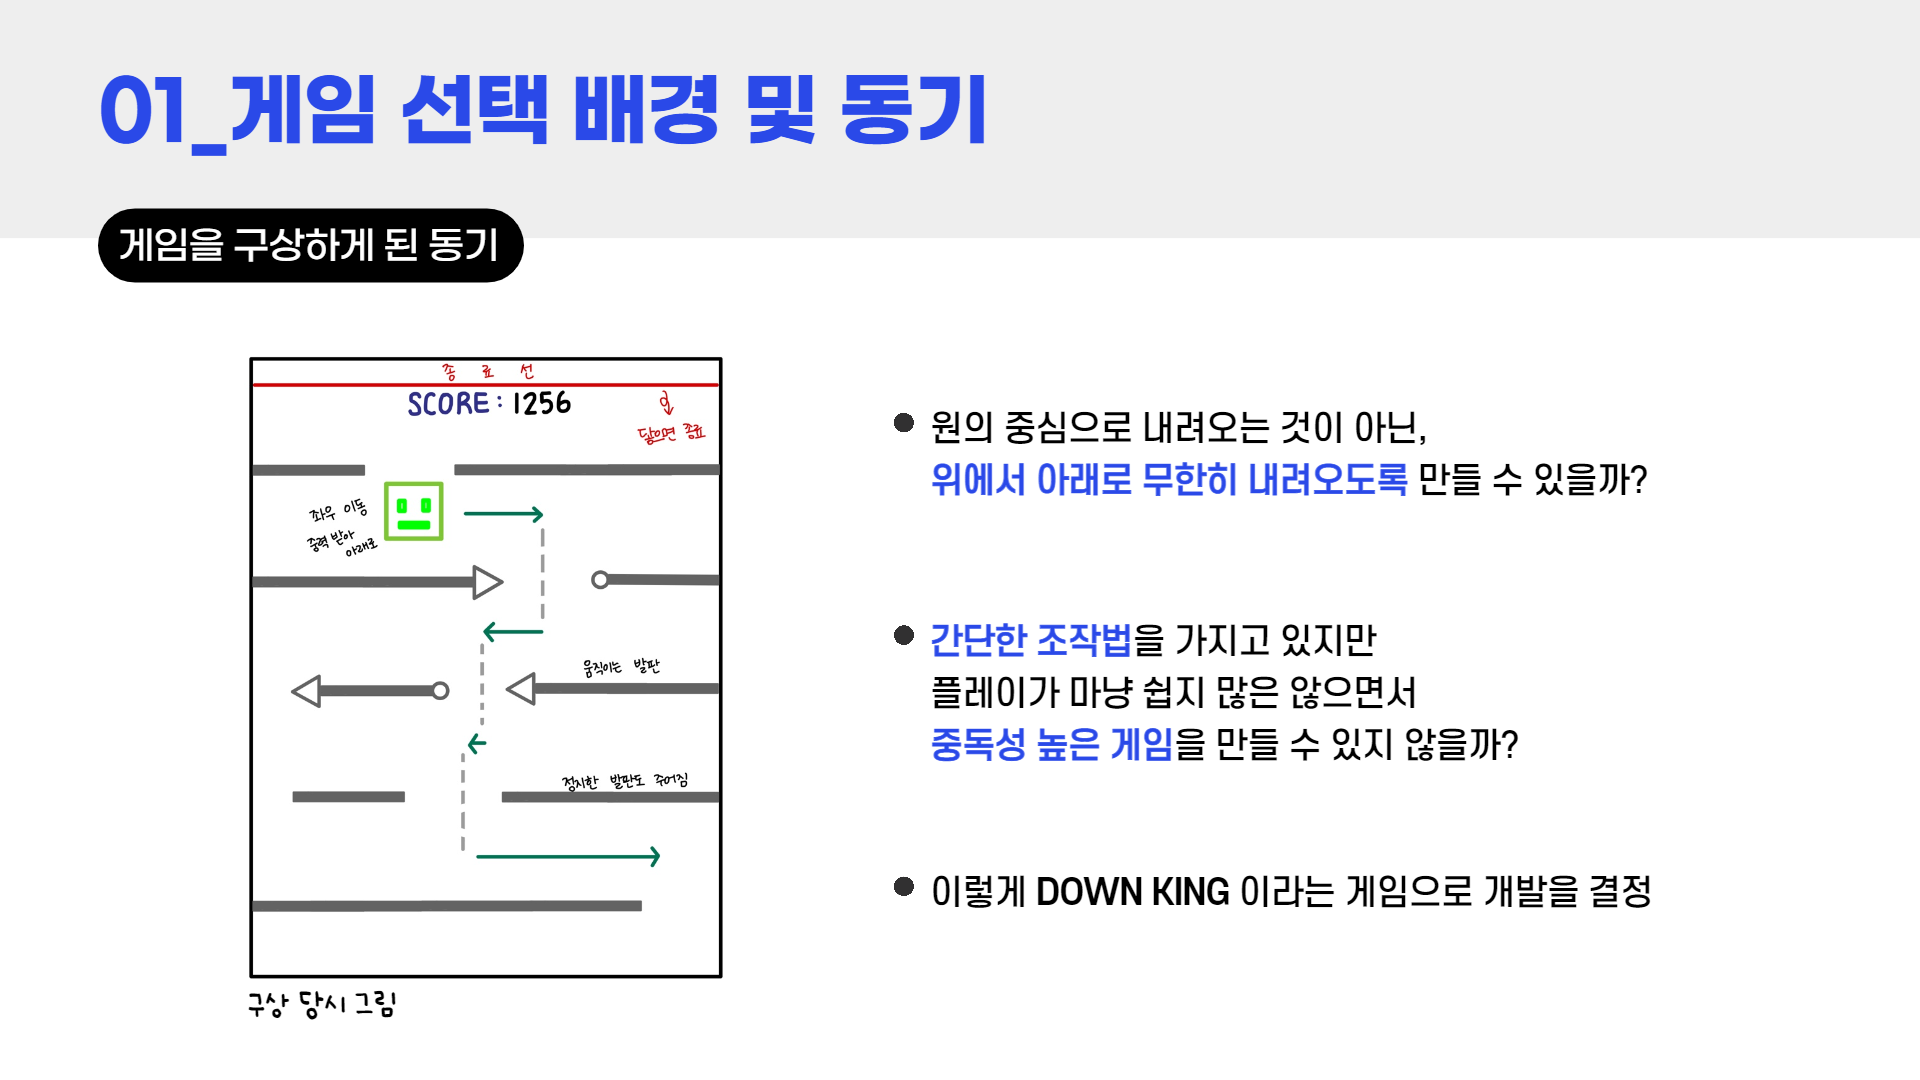 01_게임 선택 배경 및 동기
게임을 구상하게 된 동기
종 료 선
SCORE : 1256
닿으면 종료
좌우 이동
중력 받아
아래로
움직이는 발판
정지한 발판도 주어짐
구상 당시 그림
원의 중심으로 내려오는 것이 아닌,
위에서 아래로 무한히 내려오도록 만들 수 있을까?
간단한 조작법을 가지고 있지만
플레이가 마냥 쉽지 많은 않으면서
중독성 높은 게임을 만들 수 있지 않을까?
이렇게 DOWN KING 이라는 게임으로 개발을 결정